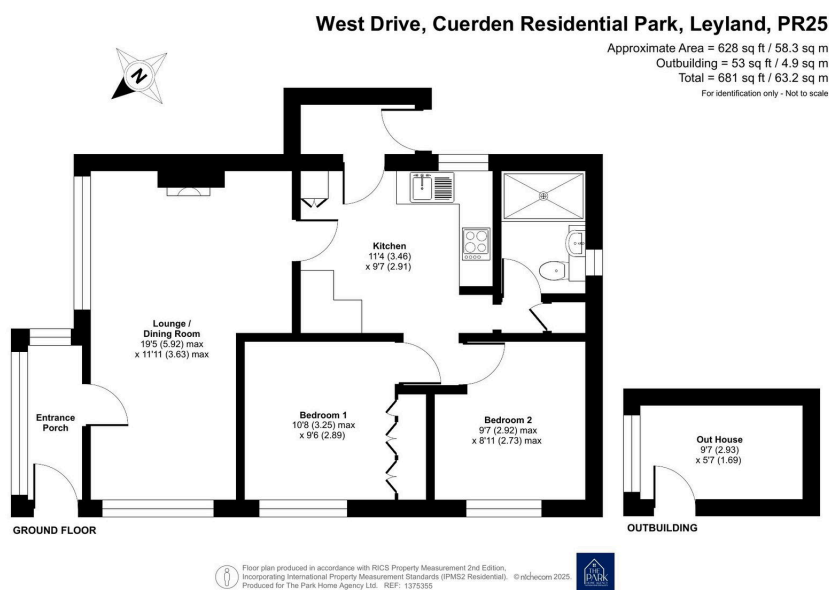 West Drive, Cuerden Residential Park, Leyland, PR25
Approximate Area = 628 sq ft / 58.3 sq m
Outbuilding = 53 sq ft / 4.9 sq m
Total = 681 sq ft / 63.2 sq m
For identification only - Not to scale
N
Kitchen
11'4 (3.46)
x 9'7 (2.91)
Lounge /
Dining Room
19'5 (5.92) max
x 11'11 (3.63) max
Entrance
Porch
Bedroom 1
10'8 (3.25) max
x 9'6 (2.89)
Bedroom 2
9'7 (2.92) max
x 8'11 (2.73) max
Out House
9'7 (2.93)
x 5'7 (1.69)
GROUND FLOOR
OUTBUILDING
Floor plan produced in accordance with RICS Property Measurement 2nd Edition,
Incorporating International Property Measurement Standards (IPMS2 Residential). © nichecom 2025.
Produced for The Park Home Agency Ltd. REF: 1375355
THE
PARK